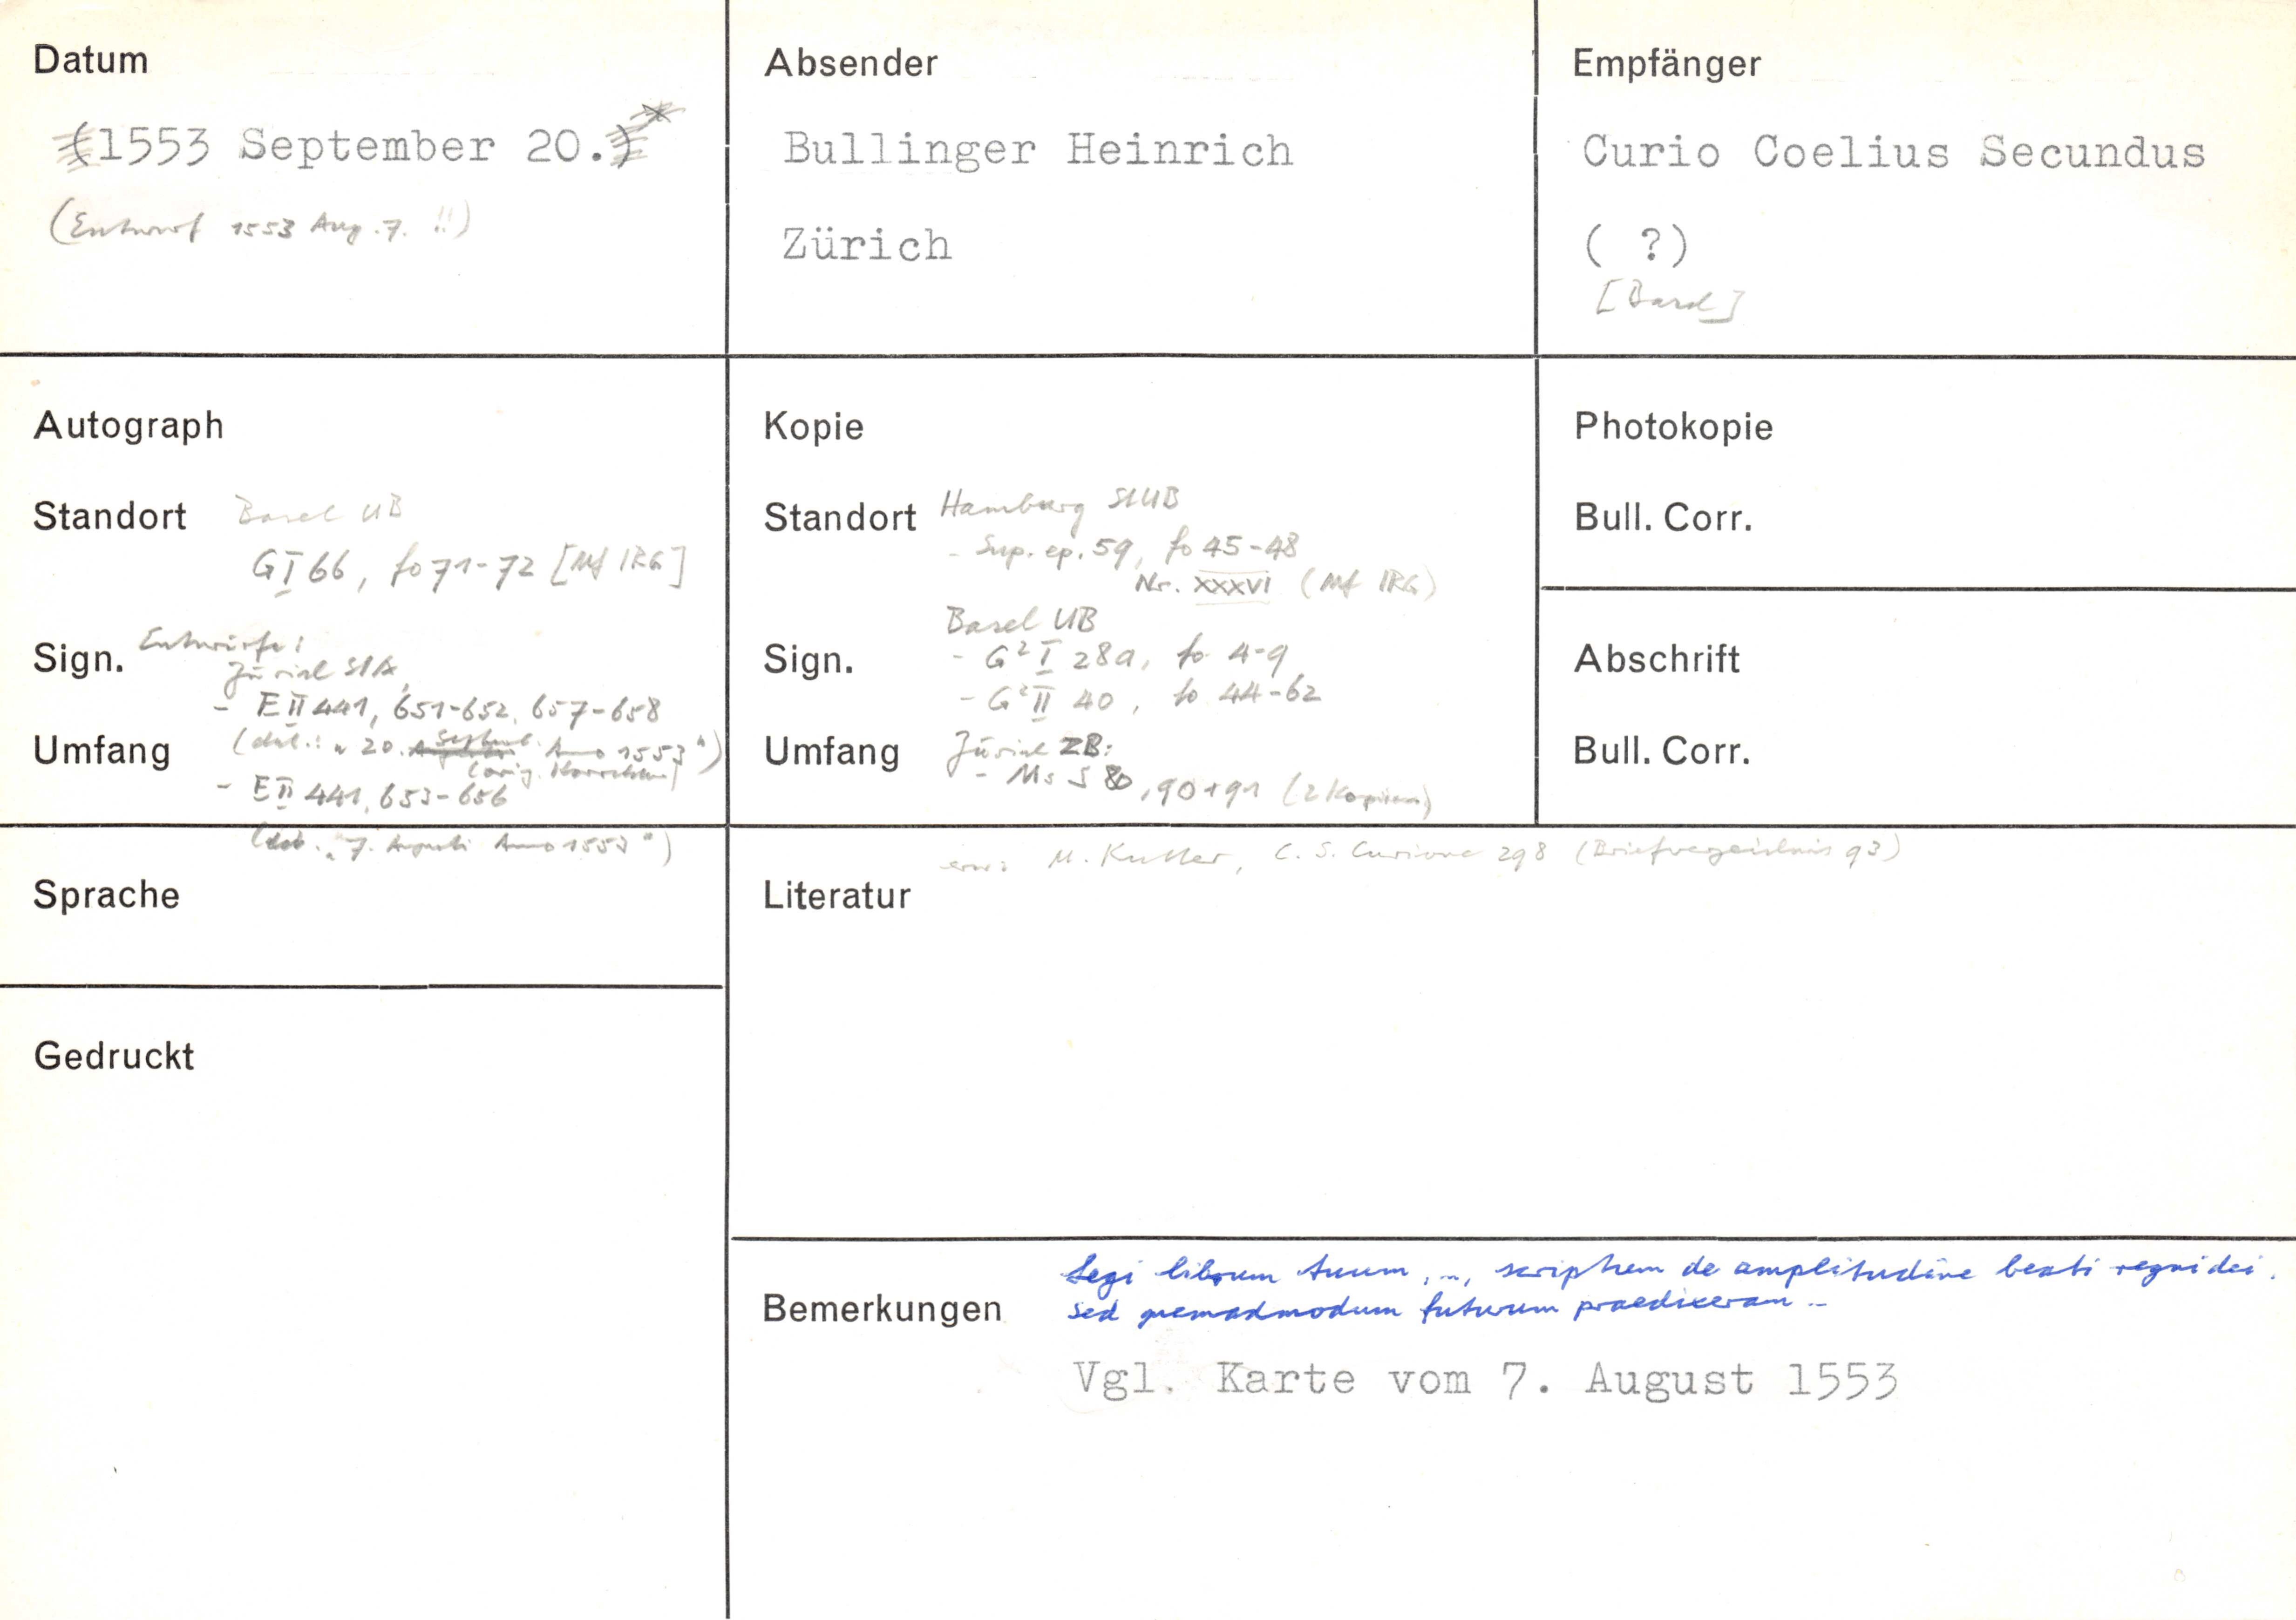 Datum
(1553 September 20.)*
(Entwurf 1553 Aug. 7. !!)
Absender
Bullinger Heinrich
Zürich
Empfänger
Curio Coelius Secundus
( ?)
[Basel]
Autograph
Standort Basel UB
G I 66, fo 71-72 [Mf IRG]
Sign. Entwürfe:
Zürich StA,
- E II 441, 651-652, 657-658
Umfang (dat.: "20. Septemb. Anno 1553")
(orig. Korrektur)
- E II 441, 653-656
(dat. "7. Augusti Anno 1553")
Kopie
Standort Hamburg SUB
- Sup. ep. 59, fo 45-48
Nr. XXXVI (Mf IRG)
Basel UB
Sign. - G² I 28a, fo 4-9
- G² II 40, fo 44-62
Umfang Zürich ZB:
- Ms S 80, 90+91 (2 Kopien)
Photokopie
Bull. Corr.
Abschrift
Bull. Corr.
Sprache
Gedruckt
erw: M. Kutter, C. S. Curione 298 (Briefverzeichnis 93)
Literatur
Legi librum tuum, ..., scriptum de amplitudine beati regni dei.
Bemerkungen sed quemadmodum futurum praedixeram ..
Vgl. Karte vom 7. August 1553